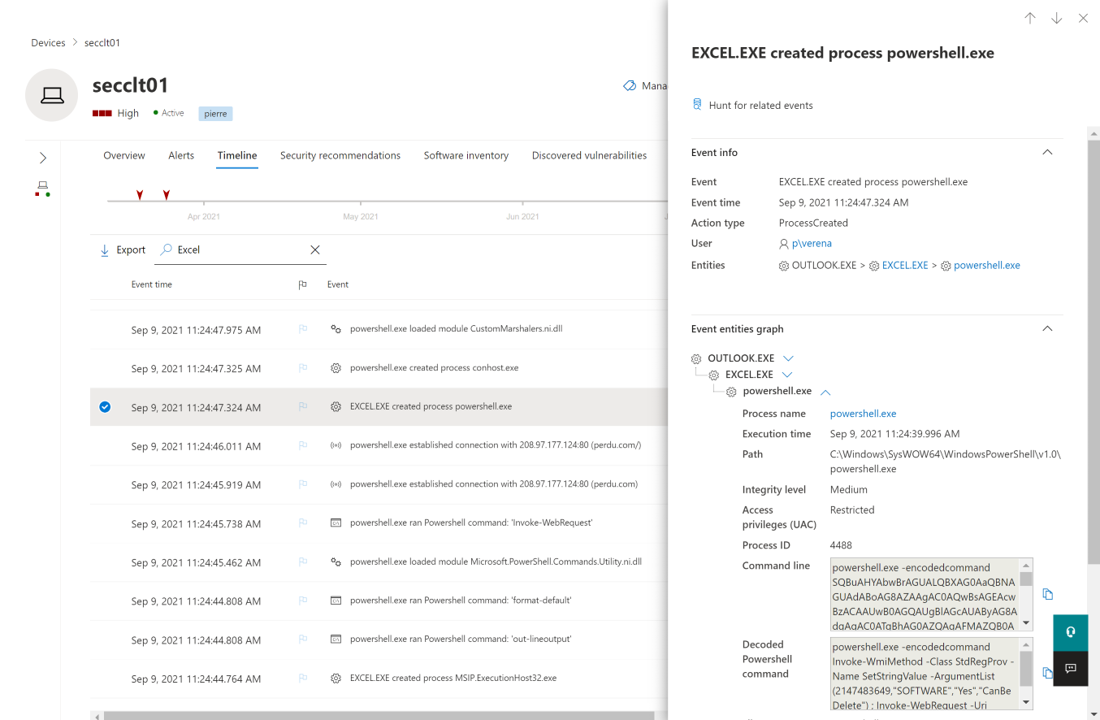 Devices > secclt01
secclt01
High
Active
pierre
Mana
Overview
Alerts
Timeline
Security recommendations
Software inventory
Discovered vulnerabilities
Apr 2021
May 2021
Jun 2021
Export
Excel
Event time
Event
Sep 9, 2021 11:24:47.975 AM powershell.exe loaded module CustomMarshalers.ni.dll
Sep 9, 2021 11:24:47.325 AM powershell.exe created process conhost.exe
Sep 9, 2021 11:24:47.324 AM EXCEL.EXE created process powershell.exe
Sep 9, 2021 11:24:46.011 AM powershell.exe established connection with 208.97.177.124:80 (perdu.com/)
Sep 9, 2021 11:24:45.919 AM powershell.exe established connection with 208.97.177.124:80 (perdu.com)
Sep 9, 2021 11:24:45.738 AM powershell.exe ran Powershell command: 'Invoke-WebRequest'
Sep 9, 2021 11:24:45.462 AM powershell.exe loaded module Microsoft.PowerShell.Commands.Utility.ni.dll
Sep 9, 2021 11:24:44.808 AM powershell.exe ran Powershell command: 'format-default'
Sep 9, 2021 11:24:44.808 AM powershell.exe ran Powershell command: 'out-lineoutput'
Sep 9, 2021 11:24:44.764 AM EXCEL.EXE created process MSIP.ExecutionHost32.exe
EXCEL.EXE created process powershell.exe
Hunt for related events
Event info
Event EXCEL.EXE created process powershell.exe
Event time Sep 9, 2021 11:24:47.324 AM
Action type ProcessCreated
User p\verena
Entities OUTLOOK.EXE > EXCEL.EXE > powershell.exe
Event entities graph
OUTLOOK.EXE
EXCEL.EXE
powershell.exe
Process name powershell.exe
Execution time Sep 9, 2021 11:24:39.996 AM
Path C:\Windows\SysWOW64\WindowsPowerShell\v1.0\
powershell.exe
Integrity level Medium
Access Restricted
privileges (UAC)
Process ID 4488
Command line powershell.exe -encodedcommand
SQBuAHYAbwBrAGUALQBXAG0AaQBNA
GUAdABoAG8AZAAgAC0AQwBsAGEAcw
BzACAAUwB0AGQAUgBlAGcAUAByAG8A
Decoded powershell.exe -encodedcommand
Powershell Invoke-WmiMethod -Class StdRegProv -
command Name SetStringValue -ArgumentList
(2147483649,"SOFTWARE","Yes","CanBe
Delete") ; Invoke-WebRequest -Uri